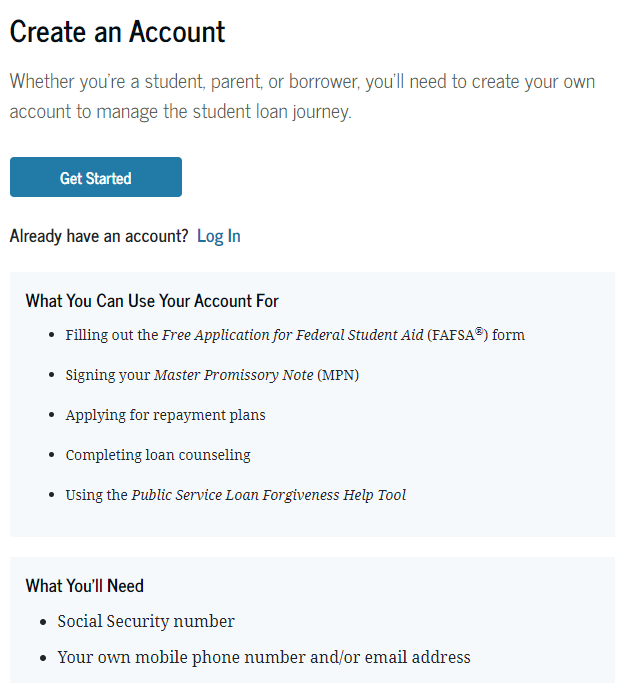 Create an Account
Whether you're a student, parent, or borrower, you'll need to create your own
account to manage the student loan journey.
Get Started
Already have an account? Log In
What You Can Use Your Account For
• Filling out the Free Application for Federal Student Aid (FAFSA®) form
• Signing your Master Promissory Note (MPN)
• Applying for repayment plans
• Completing loan counseling
• Using the Public Service Loan Forgiveness Help Tool
What You'll Need
• Social Security number
• Your own mobile phone number and/or email address